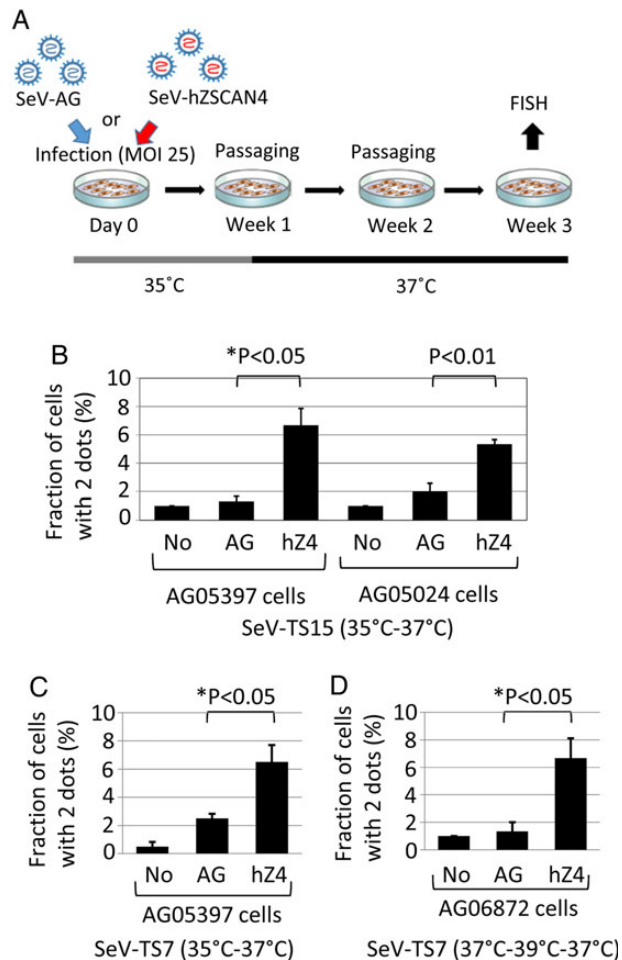 A
SeV-AG
SeV-hZSCAN4
or
FISH
Infection (MOI 25)
Passaging
Passaging
Day 0
Week 1
Week 2
Week 3
35˚C
37˚C
B
*P<0.05
P<0.01
Fraction of cells
with 2 dots (%)
10
8
6
4
2
0
No
AG
hZ4
No
AG
hZ4
AG05397 cells
AG05024 cells
SeV-TS15 (35°C-37°C)
C
*P<0.05
Fraction of cells
with 2 dots (%)
10
8
6
4
2
0
No
AG
hZ4
AG05397 cells
SeV-TS7 (35°C-37°C)
D
*P<0.05
Fraction of cells
with 2 dots (%)
10
8
6
4
2
0
No
AG
hZ4
AG06872 cells
SeV-TS7 (37°C-39°C-37°C)